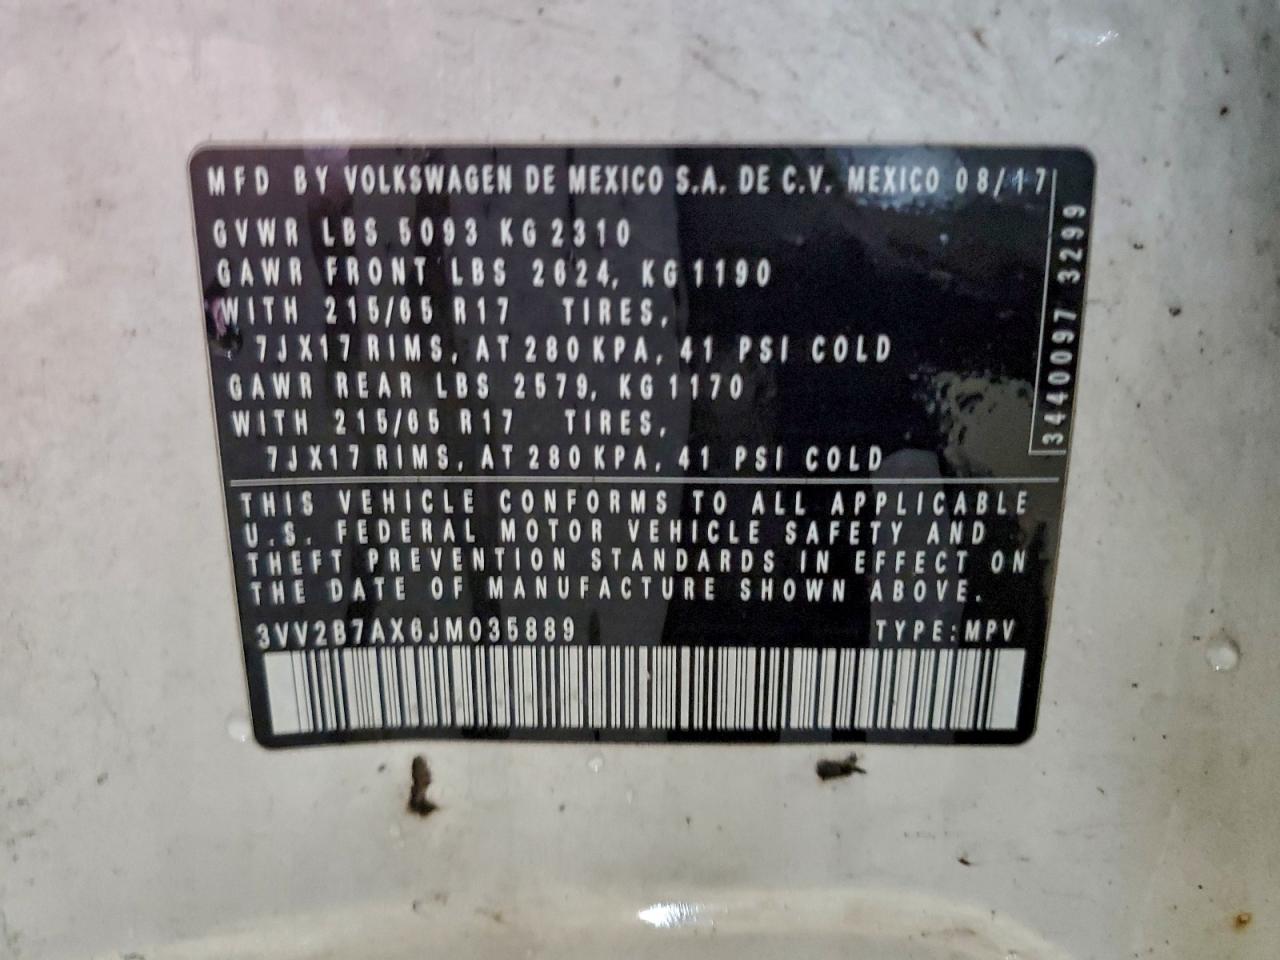 MFD BY VOLKSWAGEN DE MEXICO S.A. DE C.V. MEXICO 08/17
GVWR LBS 5093 KG 2310
GAWR FRONT LBS 2624, KG 1190
WITH 215/65 R17 TIRES,
7JX17 RIMS, AT 280 KPA, 41 PSI COLD
GAWR REAR LBS 2579, KG 1170
WITH 215/65 R17 TIRES,
7JX17 RIMS, AT 280 KPA, 41 PSI COLD
3440097 3299
THIS VEHICLE CONFORMS TO ALL APPLICABLE
U.S. FEDERAL MOTOR VEHICLE SAFETY AND
THEFT PREVENTION STANDARDS IN EFFECT ON
THE DATE OF MANUFACTURE SHOWN ABOVE.
3VV2B7AX6JM035889 TYPE: MPV